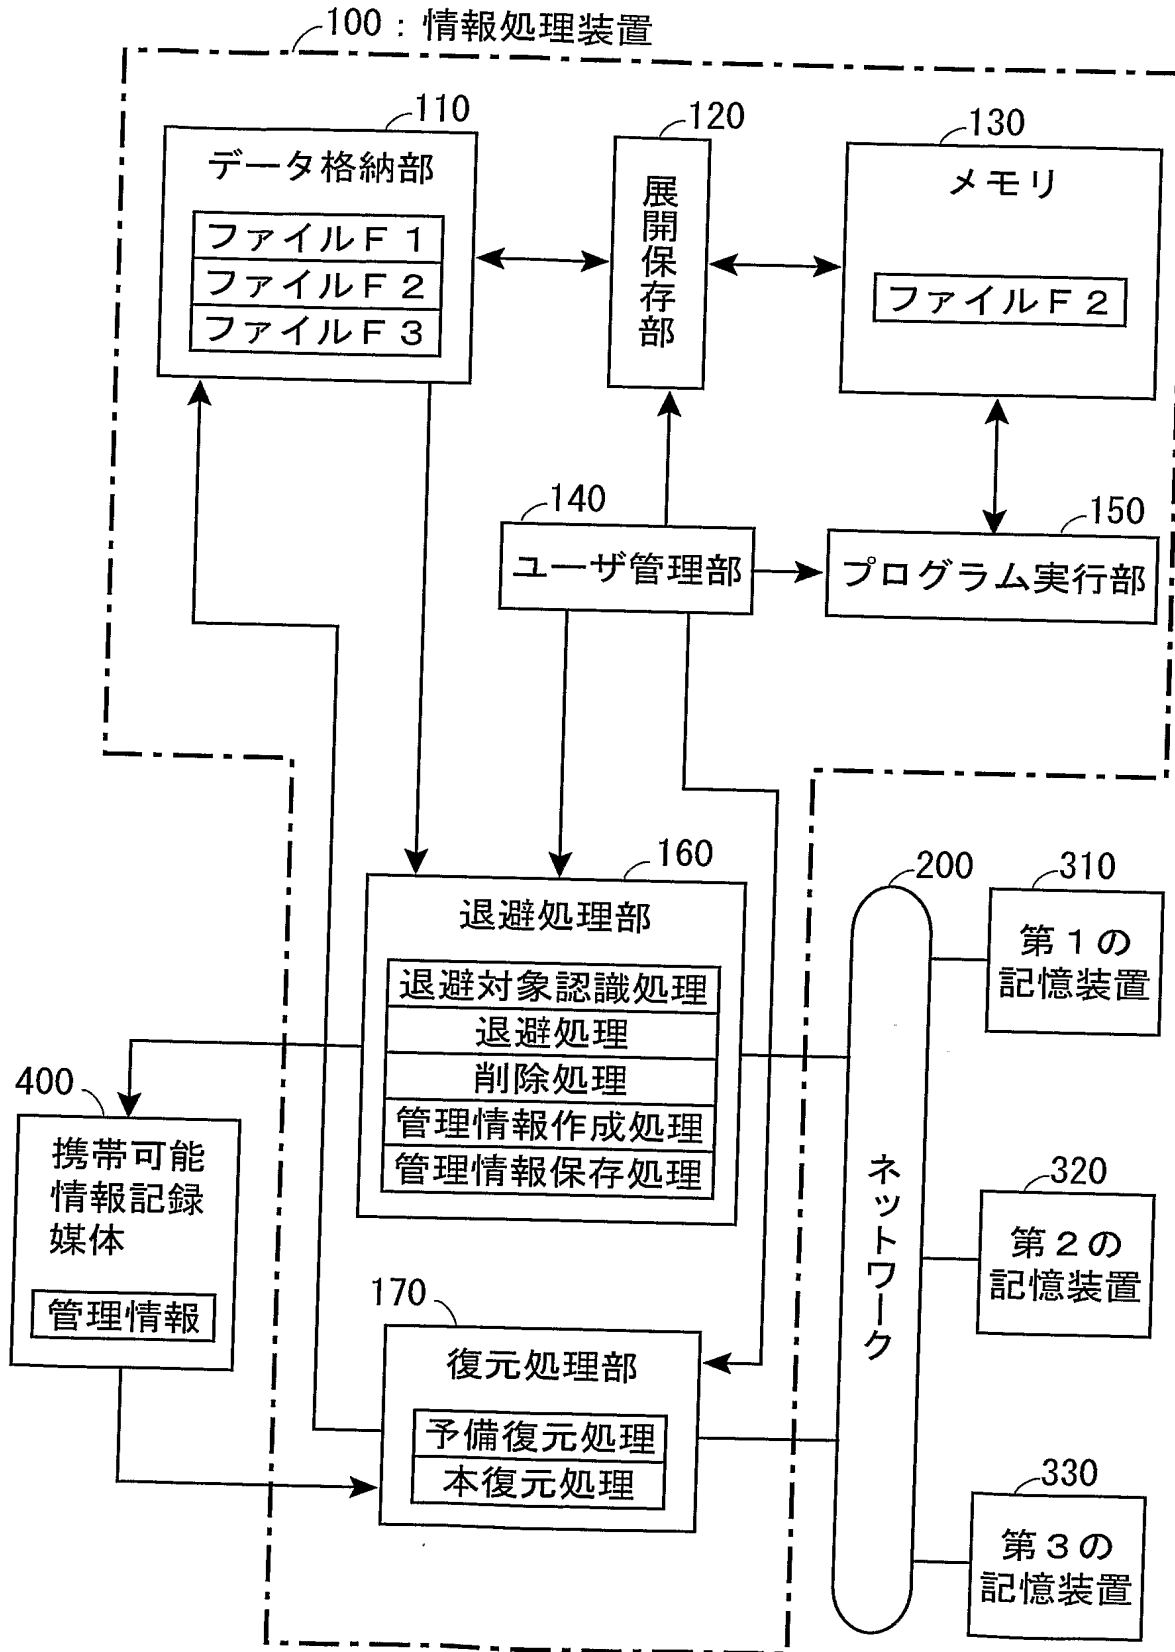 100：情報処理装置
110
データ格納部
ファイルＦ１
ファイルＦ２
ファイルＦ３
120
展開保存部
130
メモリ
ファイルＦ２
140
ユーザ管理部
150
プログラム実行部
160
退避処理部
退避対象認識処理
退避処理
削除処理
管理情報作成処理
管理情報保存処理
200
ネットワーク
310
第１の
記憶装置
320
第２の
記憶装置
330
第３の
記憶装置
400
携帯可能
情報記録
媒体
管理情報
170
復元処理部
予備復元処理
本復元処理